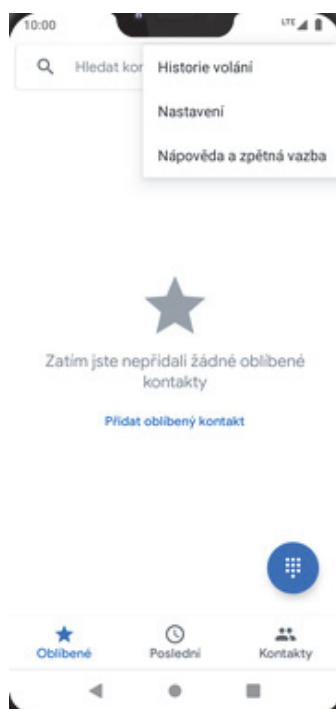 10:00
LTE
Hledat kon
Historie volání
Nastavení
Nápověda a zpětná vazba
Zatím jste nepřidali žádné oblíbené
kontakty
Přidat oblíbený kontakt
Oblíbené
Poslední
Kontakty